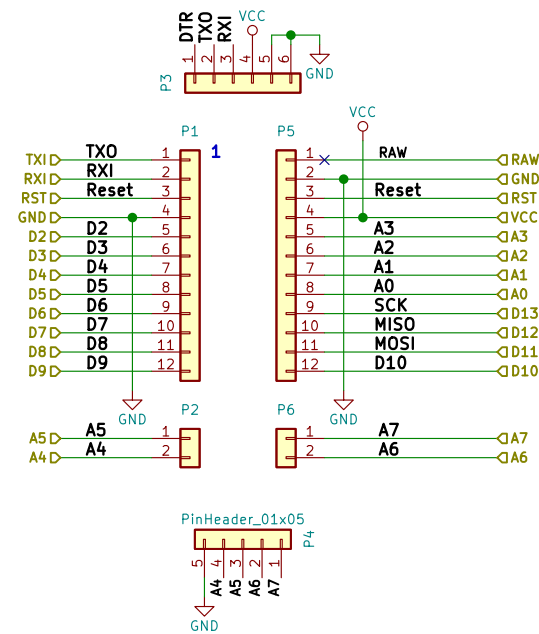 VCC
DTR
TXO
RXI
1
2
3
4
5
6
GND
P3
P1
1
TXI TXO 1
RXI RXI 2
RST Reset 3
GND 4
D2 D2 5
D3 D3 6
D4 D4 7
D5 D5 8
D6 D6 9
D7 D7 10
D8 D8 11
D9 D9 12
GND
P5
VCC
1 RAW RAW
2 GND
3 Reset RST
4 VCC
5 A3 A3
6 A2 A2
7 A1 A1
8 A0 A0
9 SCK D13
10 MISO D12
11 MOSI D11
12 D10 D10
GND
P2
A5 A5 1
A4 A4 2
P6
1 A7 A7
2 A6 A6
PinHeader_01x05
P4
5
4
3
2
1
A4
A5
A6
A7
GND